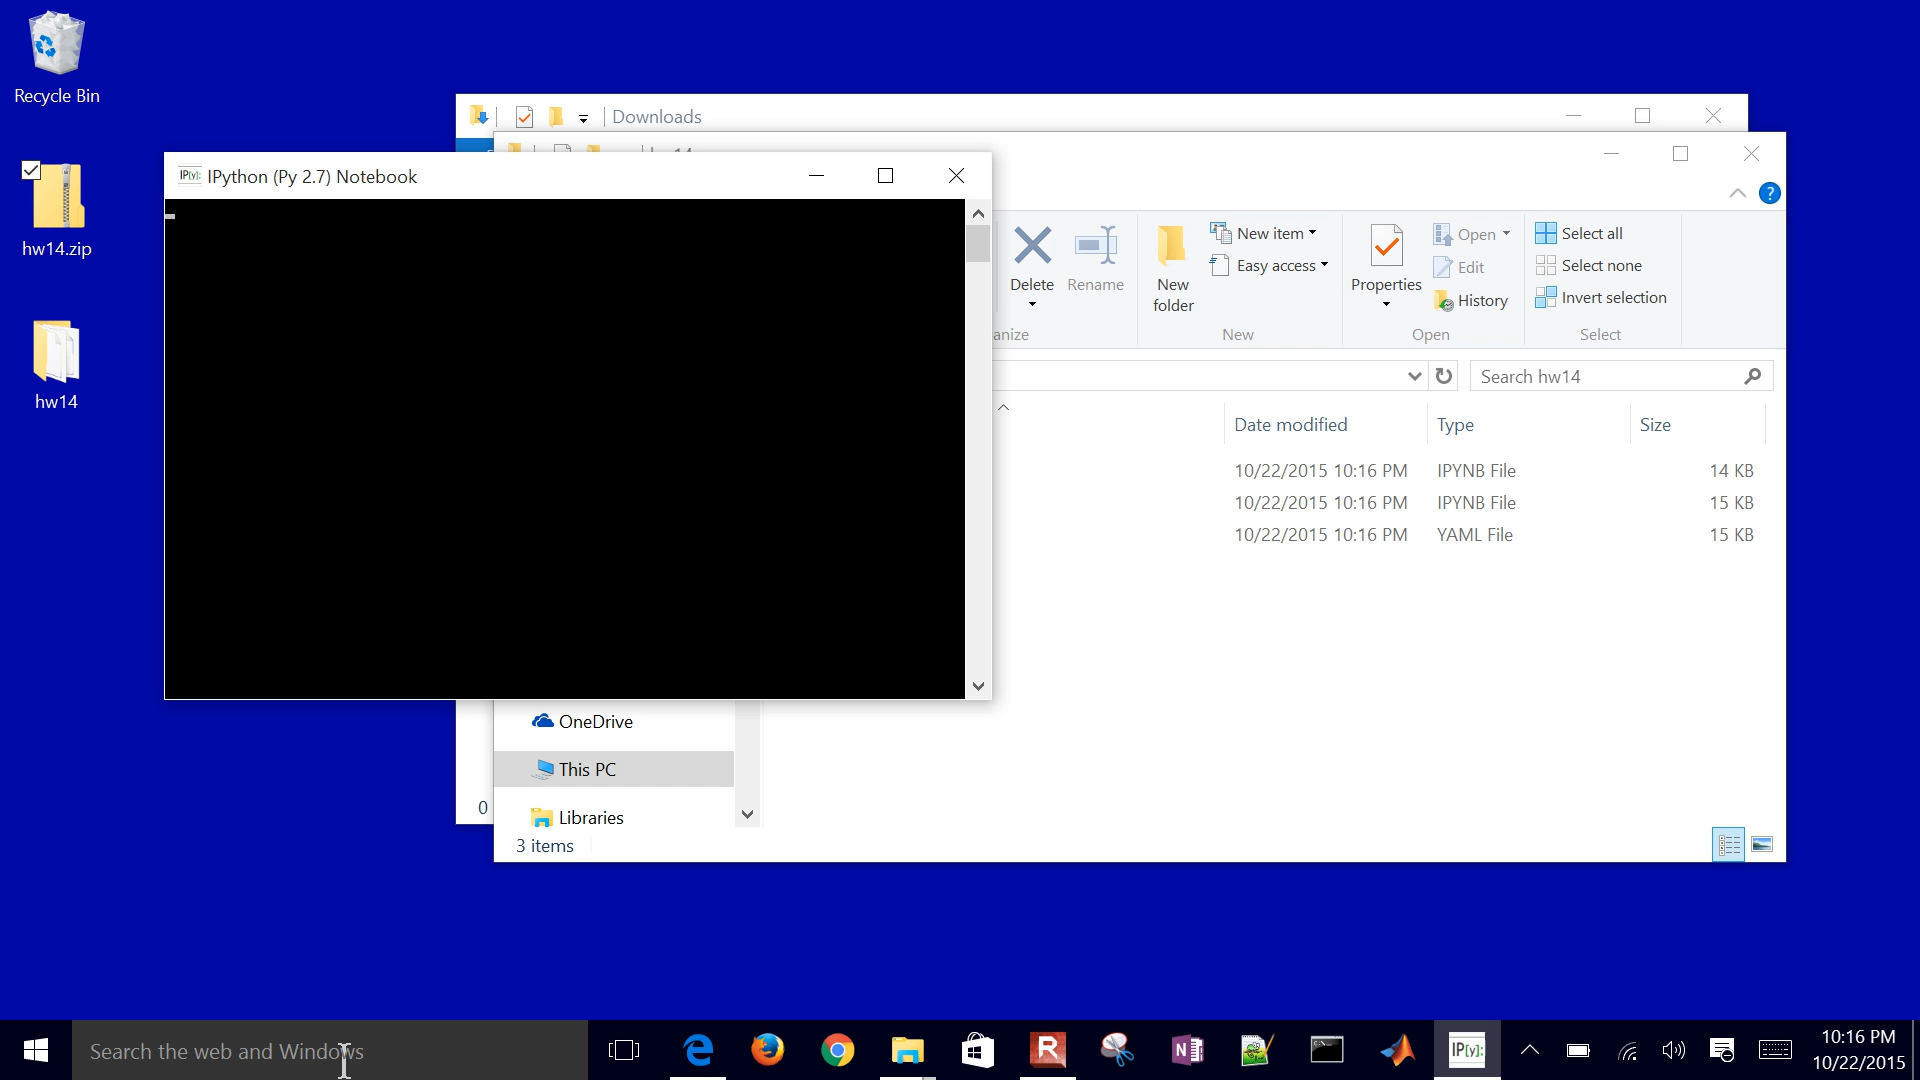 Recycle Bin
hw14.zip
hw14
Downloads
IP[y]: IPython (Py 2.7) Notebook
?
Delete
Rename
New folder
New item
Easy access
Properties
Open
Edit
History
Select all
Select none
Invert selection
anize
New
Open
Select
Search hw14
Date modified
Type
Size
10/22/2015 10:16 PM IPYNB File 14 KB
10/22/2015 10:16 PM IPYNB File 15 KB
10/22/2015 10:16 PM YAML File 15 KB
OneDrive
This PC
Libraries
0
3 items
Search the web and Windows
R
N
C:\
IP[y]:
10:16 PM
10/22/2015